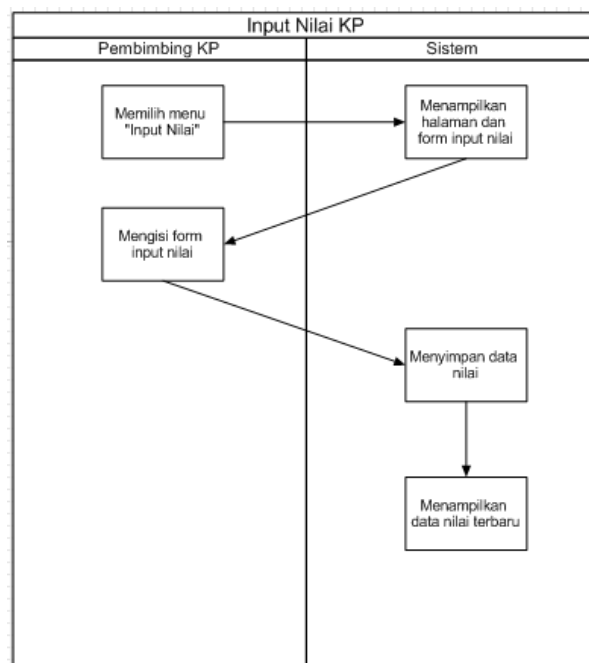 Input Nilai KP
Pembimbing KP
Sistem
Memilih menu
"Input Nilai"
Menampilkan
halaman dan
form input nilai
Mengisi form
input nilai
Menyimpan data
nilai
Menampilkan
data nilai terbaru